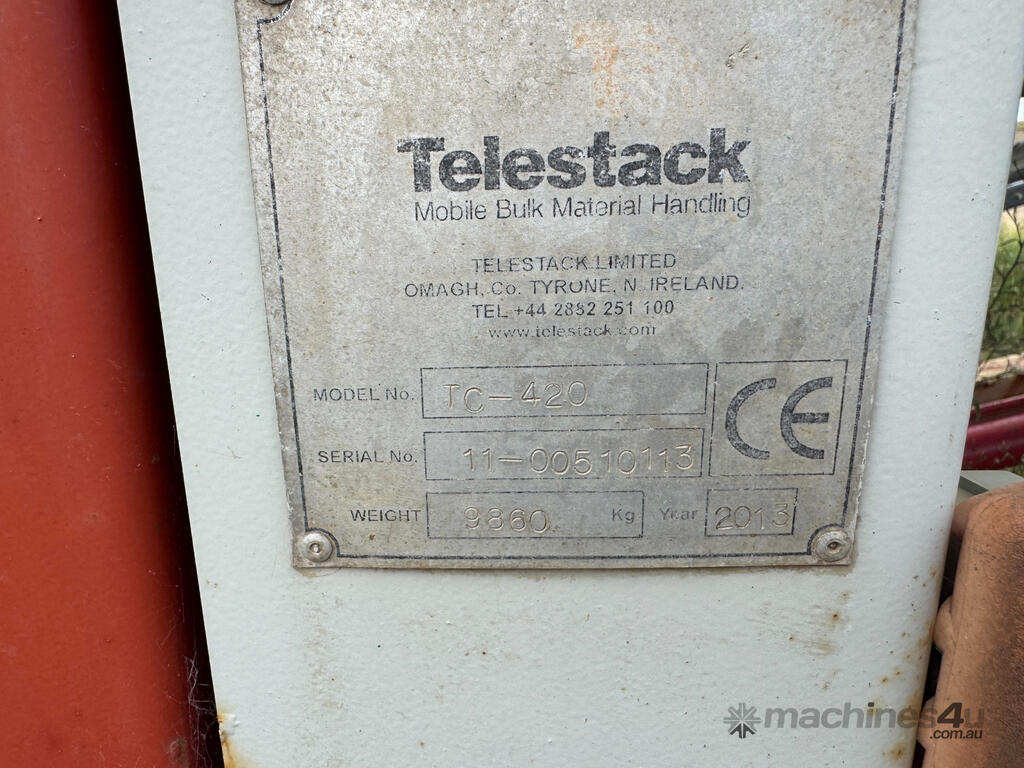 Telestack
Mobile Bulk Material Handling
TELESTACK LIMITED
OMAGH, Co. TYRONE, N. IRELAND.
TEL +44 2882 251 100
www.telestack.com
MODEL No. TC-420
CE
SERIAL No. 11-00510113
WEIGHT 9860 Kg Year 2013
machines4u
.com.au